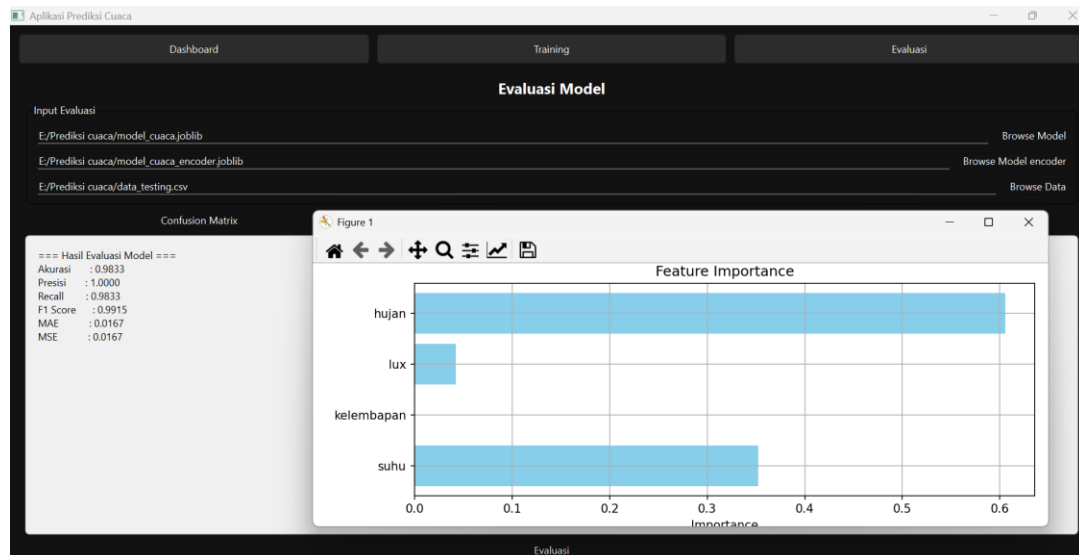 Aplikasi Prediksi Cuaca
Dashboard Training Evaluasi
Evaluasi Model
Input Evaluasi
E:/Prediksi cuaca/model_cuaca.joblib Browse Model
E:/Prediksi cuaca/model_cuaca_encoder.joblib Browse Model encoder
E:/Prediksi cuaca/data_testing.csv Browse Data
Confusion Matrix
=== Hasil Evaluasi Model ===
Akurasi : 0.9833
Presisi : 1.0000
Recall : 0.9833
F1 Score : 0.9915
MAE : 0.0167
MSE : 0.0167
Figure 1
Feature Importance
hujan
lux
kelembapan
suhu
0.0 0.1 0.2 0.3 0.4 0.5 0.6
Importance
Evaluasi